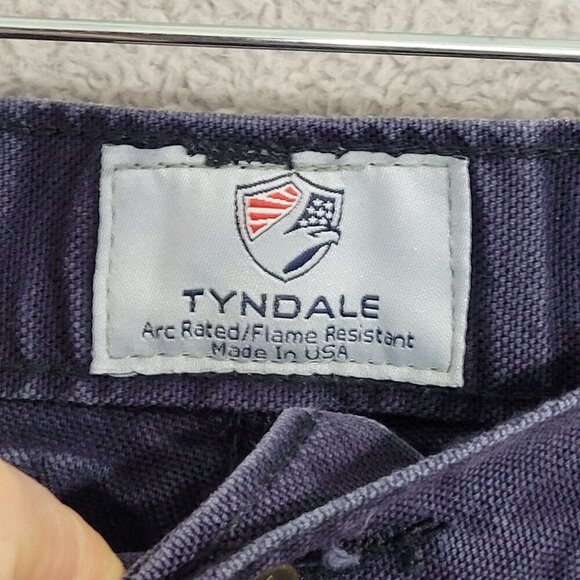 TYNDALE
Arc Rated/Flame Resistant
Made In USA